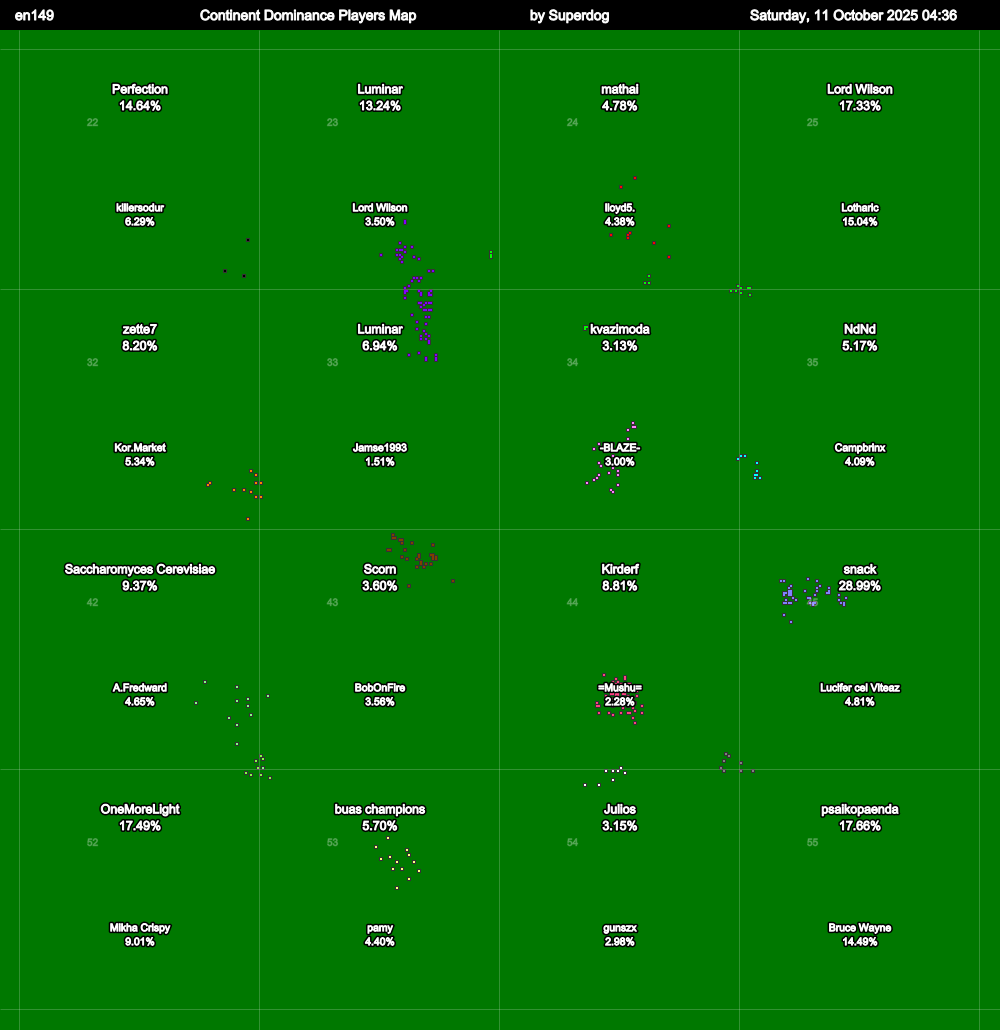 en149 Continent Dominance Players Map by Superdog Saturday, 11 October 2025 04:36
Perfection Luminar mathai Lord Wilson
14.64% 13.24% 4.78% 17.33%
22 23 24 25
killersodur Lord Wilson lloyd5. Lotharic
6.29% 3.50% 4.38% 15.04%
zette7 Luminar kvazimoda NdNd
8.20% 6.94% 3.13% 5.17%
32 33 34 35
Kor.Market Jamse1993 -BLAZE- Campbrinx
5.34% 1.51% 3.00% 4.09%
Saccharomyces Cerevisiae Scorn Kirderf snack
9.37% 3.60% 8.81% 28.99%
42 43 44 45
A.Fredward BobOnFire =Mushu= Lucifer cel Viteaz
4.65% 3.56% 2.28% 4.81%
OneMoreLight buas champions Julios psaikopaenda
17.49% 5.70% 3.15% 17.66%
52 53 54 55
Mikha Crispy pamy gunszx Bruce Wayne
9.01% 4.40% 2.98% 14.49%